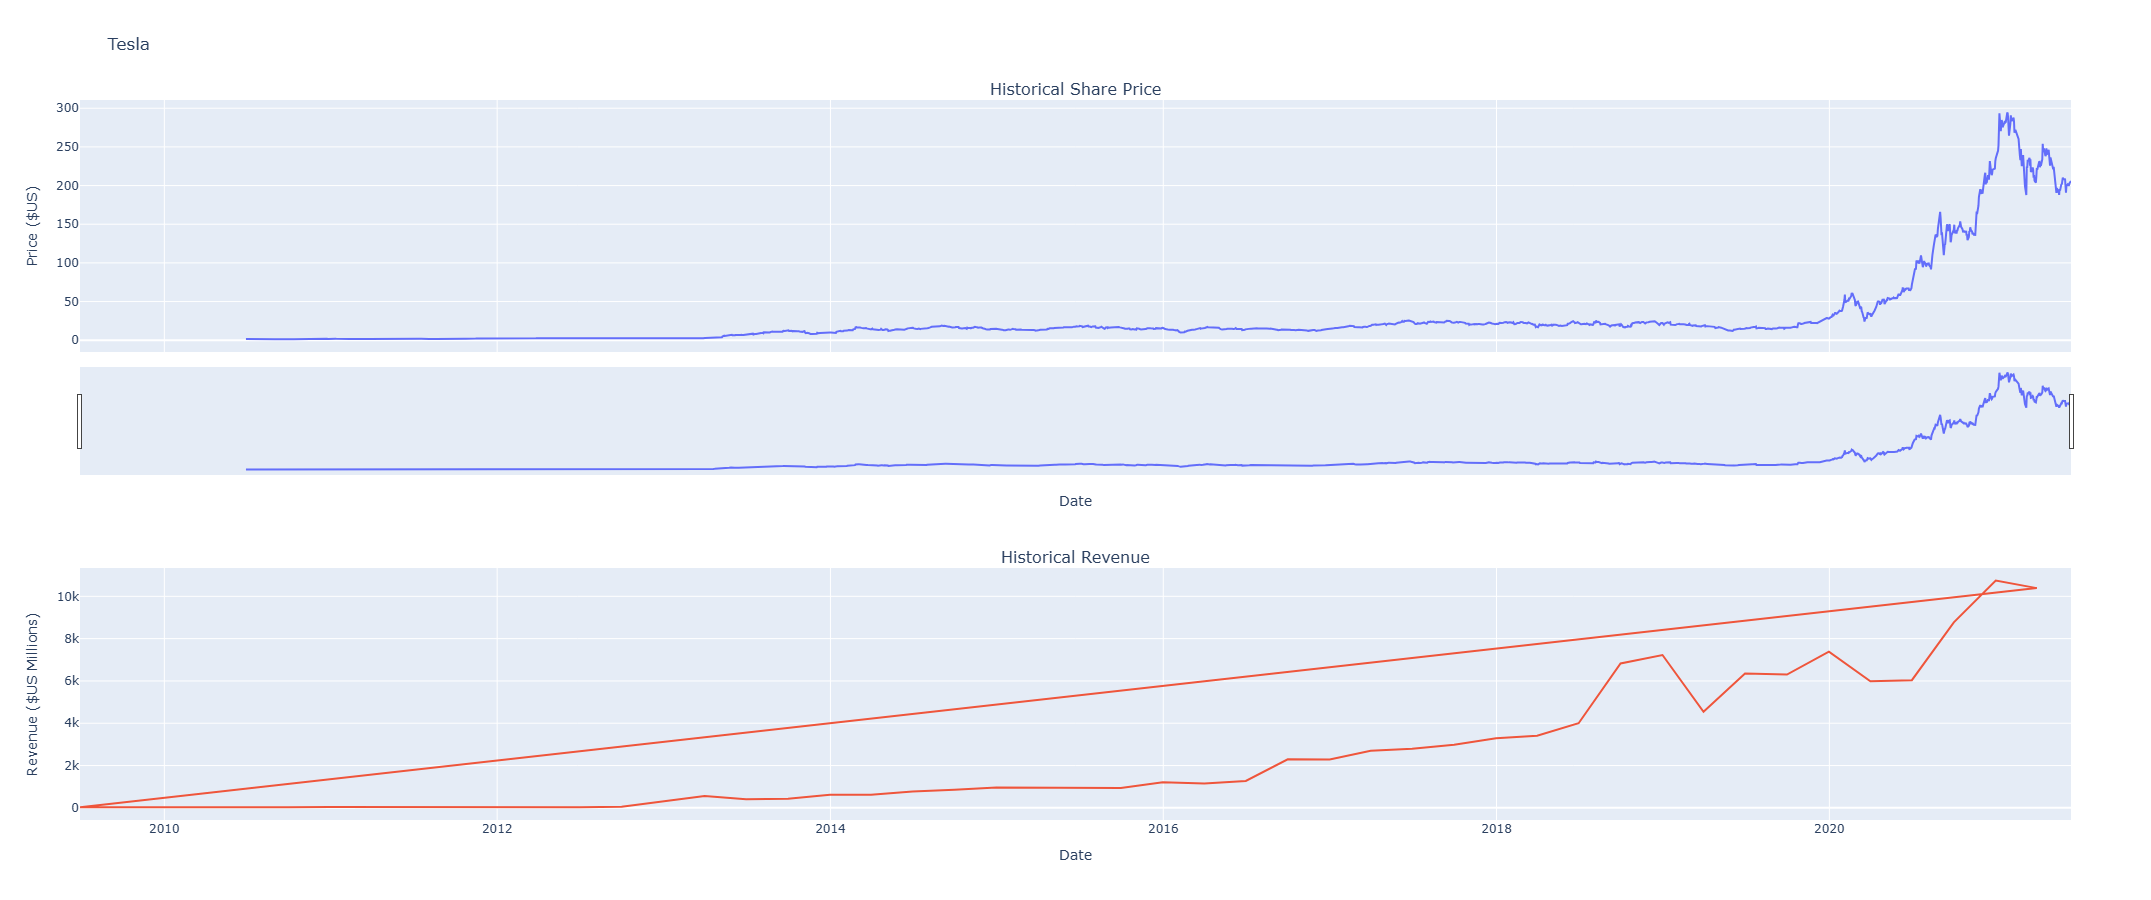 Tesla
Historical Share Price
300
250
200
150
100
50
0
Price ($US)
Date
Historical Revenue
10k
8k
6k
4k
2k
0
Revenue ($US Millions)
2010 2012 2014 2016 2018 2020
Date